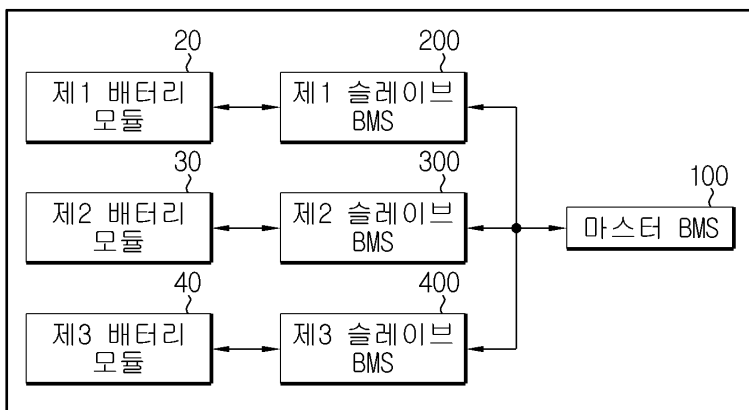 20
제1 배터리
모듈
200
제1 슬레이브
BMS
30
제2 배터리
모듈
300
제2 슬레이브
BMS
100
마스터 BMS
40
제3 배터리
모듈
400
제3 슬레이브
BMS